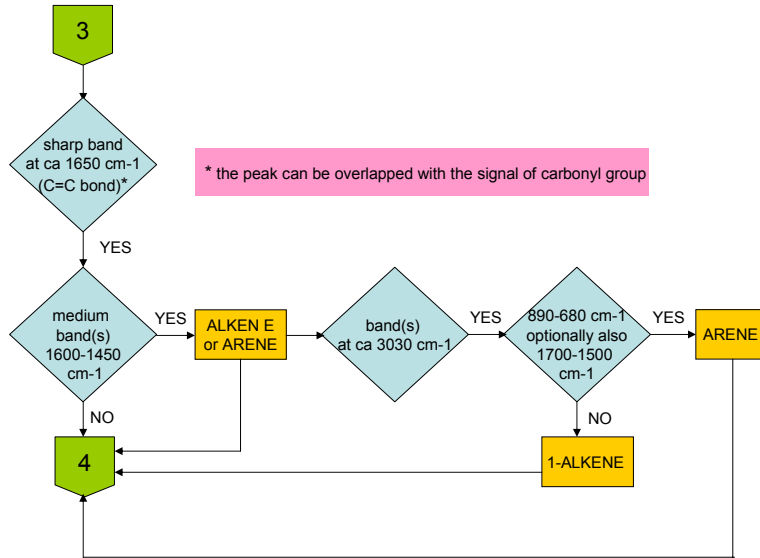 3
sharp band
at ca 1650 cm-1
(C=C bond)*
* the peak can be overlapped with the signal of carbonyl group
YES
medium
band(s)
1600-1450
cm-1
YES
ALKEN E
or ARENE
band(s)
at ca 3030 cm-1
YES
890-680 cm-1
optionally also
1700-1500
cm-1
YES
ARENE
NO
NO
4
1-ALKENE